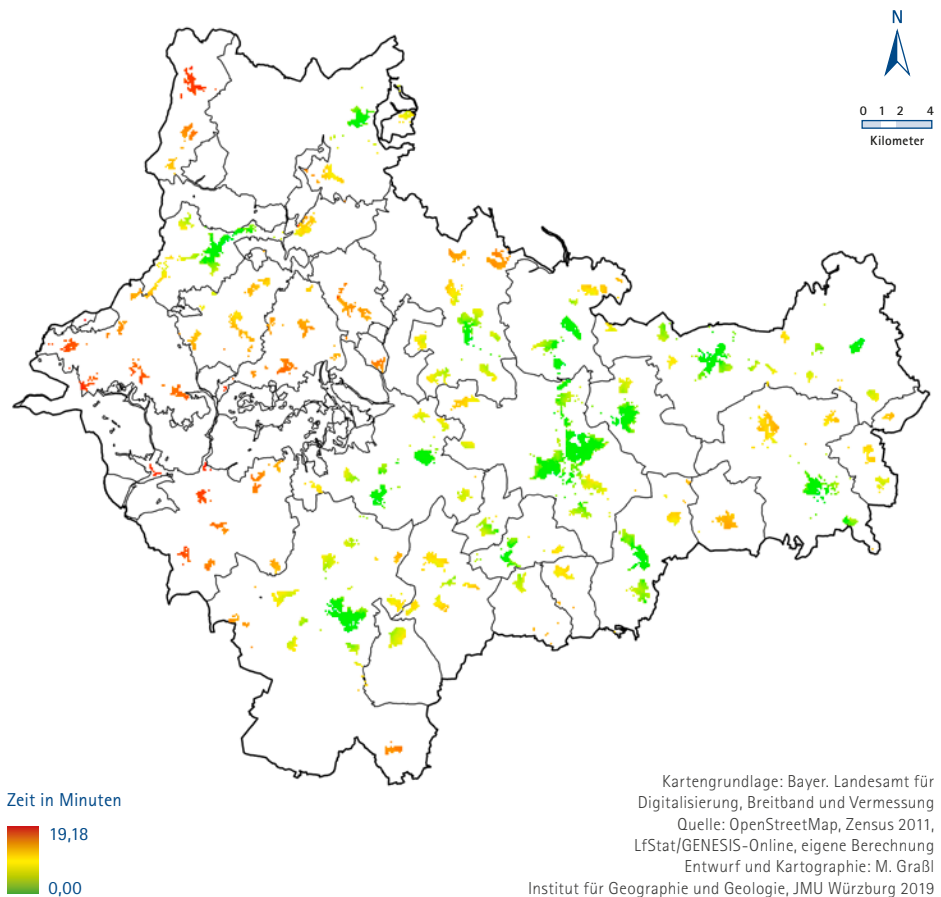 N
0 1 2 4
Kilometer
Zeit in Minuten
19,18
0,00
Kartengrundlage: Bayer. Landesamt für
Digitalisierung, Breitband und Vermessung
Quelle: OpenStreetMap, Zensus 2011,
LfStat/GENESIS-Online, eigene Berechnung
Entwurf und Kartographie: M. Graßl
Institut für Geographie und Geologie, JMU Würzburg 2019